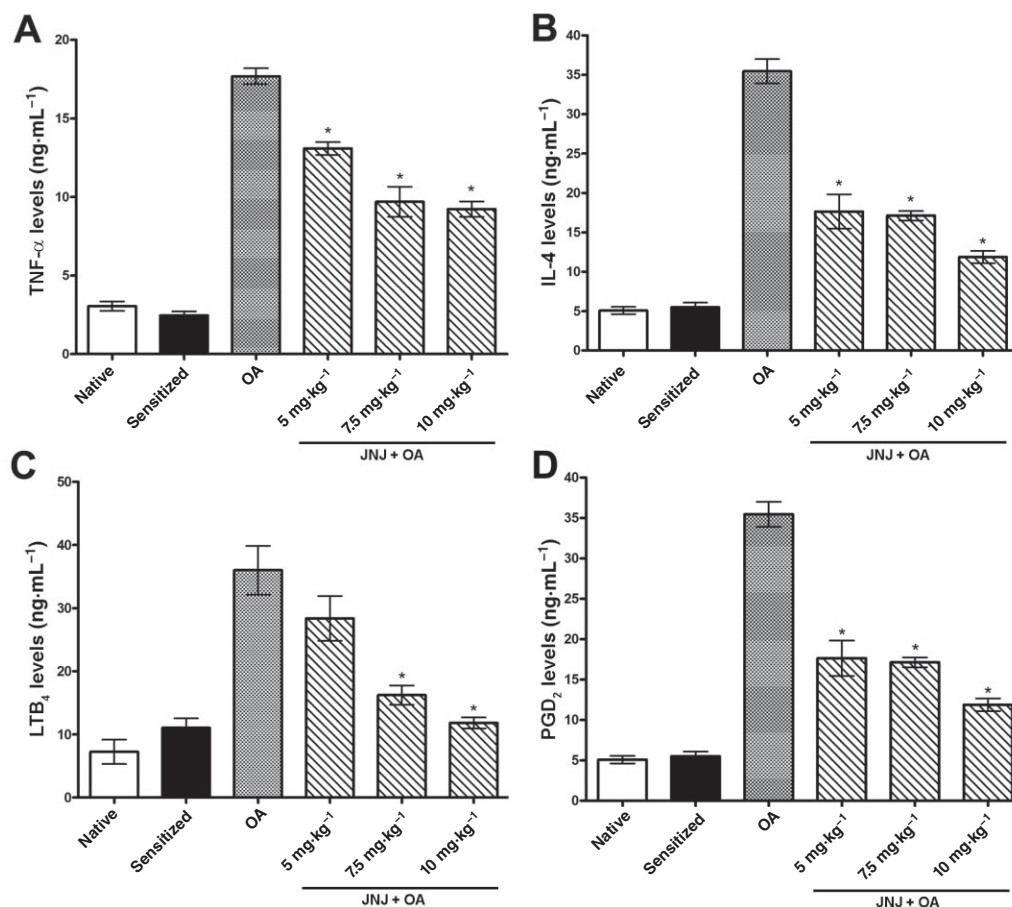 A
TNF-α levels (ng·mL⁻¹)
20
15
10
5
0
*
*
*
Native
Sensitized
OA
5 mg·kg⁻¹
7.5 mg·kg⁻¹
10 mg·kg⁻¹
JNJ + OA
B
IL-4 levels (ng·mL⁻¹)
40
35
30
25
20
15
10
5
0
*
*
*
Native
Sensitized
OA
5 mg·kg⁻¹
7.5 mg·kg⁻¹
10 mg·kg⁻¹
JNJ + OA
C
LTB₄ levels (ng·mL⁻¹)
50
40
30
20
10
0
*
*
Native
Sensitized
OA
5 mg·kg⁻¹
7.5 mg·kg⁻¹
10 mg·kg⁻¹
JNJ + OA
D
PGD₂ levels (ng·mL⁻¹)
40
35
30
25
20
15
10
5
0
*
*
*
Native
Sensitized
OA
5 mg·kg⁻¹
7.5 mg·kg⁻¹
10 mg·kg⁻¹
JNJ + OA